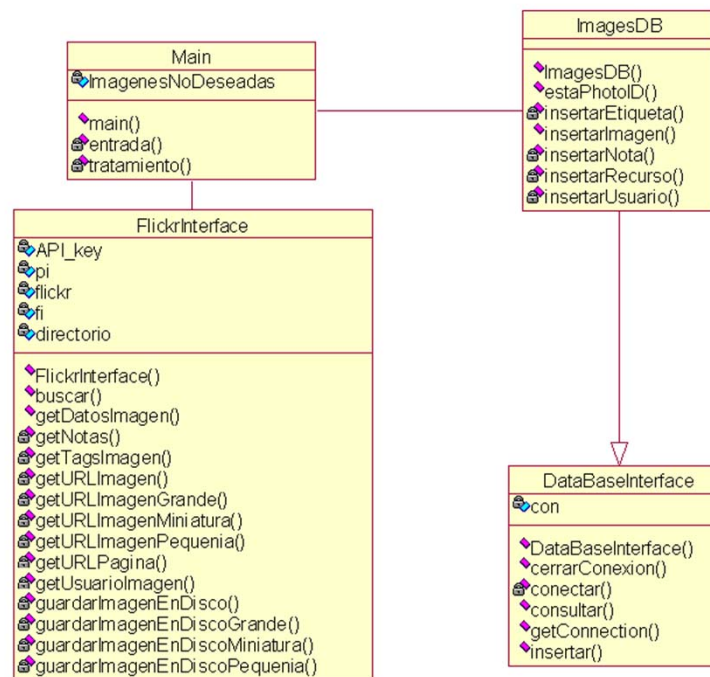 Main
ImagenesNoDeseadas
main()
entrada()
tratamiento()
ImagesDB
ImagesDB()
estaPhotoID()
insertarEtiqueta()
insertarImagen()
insertarNota()
insertarRecurso()
insertarUsuario()
FlickrInterface
API_key
pi
flickr
fi
directorio
FlickrInterface()
buscar()
getDatosImagen()
getNotas()
getTagsImagen()
getURLImagen()
getURLImagenGrande()
getURLImagenMiniatura()
getURLImagenPequenia()
getURLPagina()
getUsuarioImagen()
guardarImagenEnDisco()
guardarImagenEnDiscoGrande()
guardarImagenEnDiscoMiniatura()
guardarImagenEnDiscoPequenia()
DataBaseInterface
con
DataBaseInterface()
cerrarConexion()
conectar()
consultar()
getConnection()
insertar()